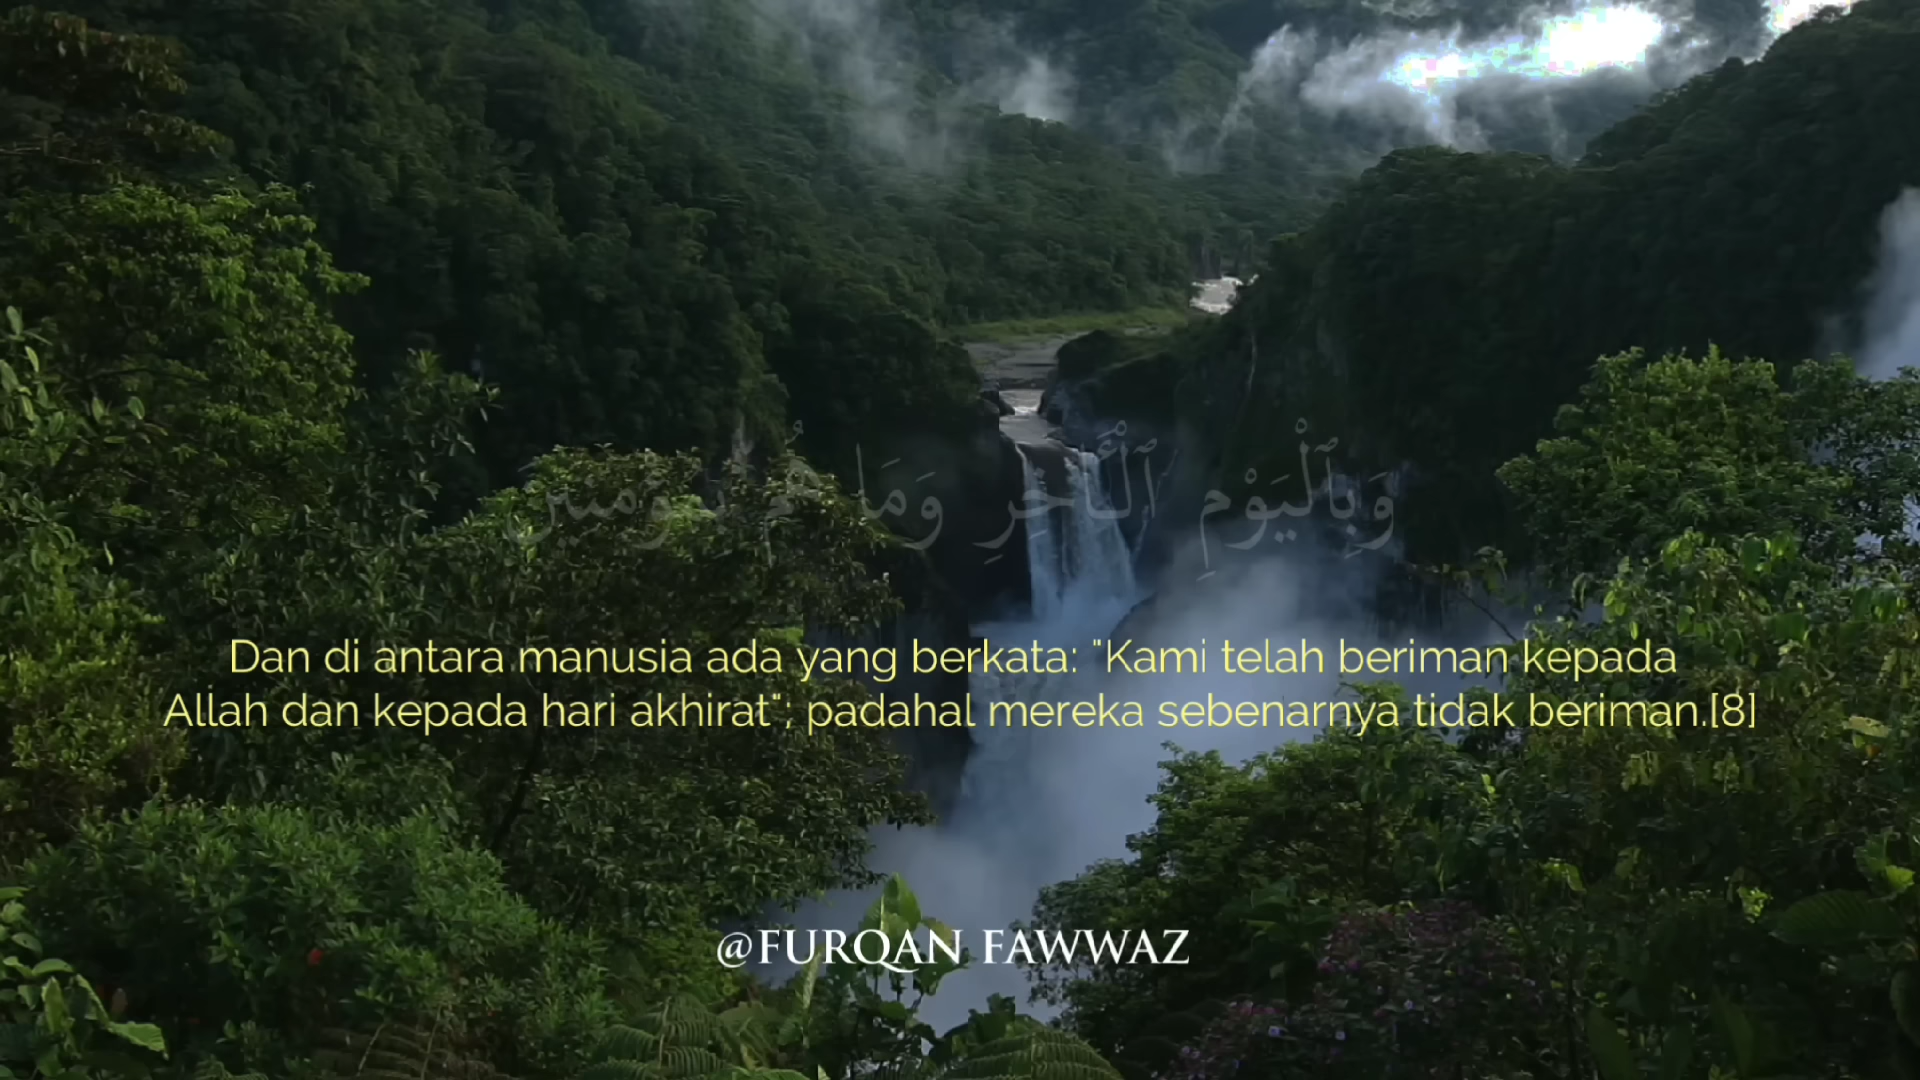 وَبِٱلْيَوْمِ ٱلْـَٔاخِرِ وَمَا هُم بِمُؤْمِنِينَ
Dan di antara manusia ada yang berkata: "Kami telah beriman kepada
Allah dan kepada hari akhirat"; padahal mereka sebenarnya tidak beriman.[8]
@FURQAN FAWWAZ